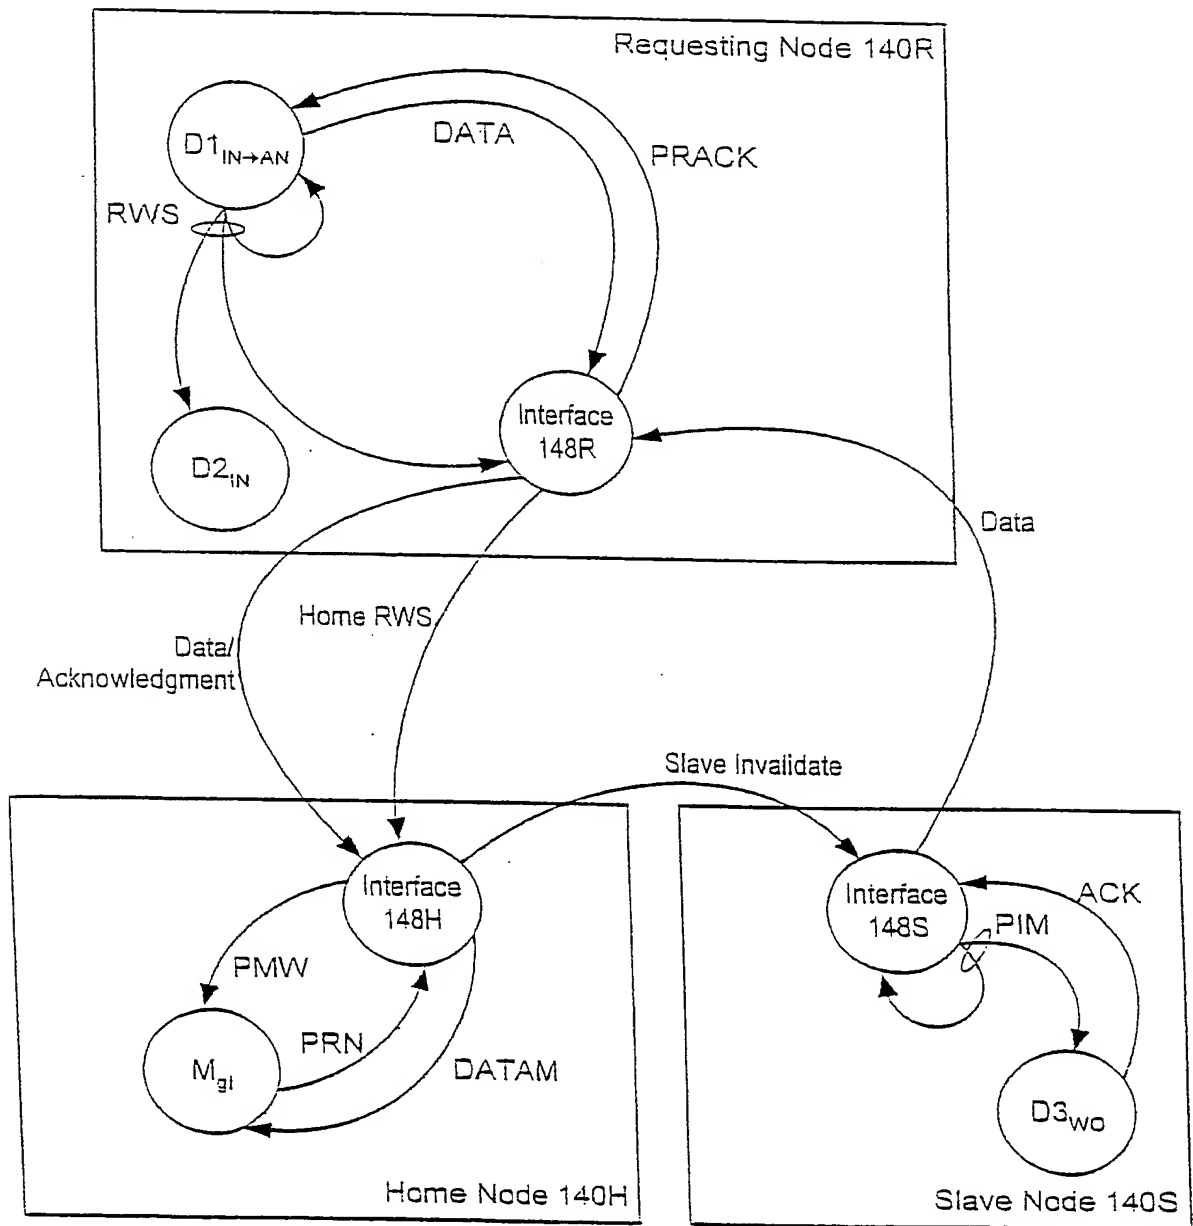 Requesting Node 140R
D1IN→AN
DATA
PRACK
RWS
Interface
148R
D2IN
Data
Home RWS
Data/
Acknowledgment
Slave Invalidate
Interface
148H
Interface
148S
ACK
PIM
PMW
PRN
DATAM
Mgl
D3WO
Home Node 140H
Slave Node 140S